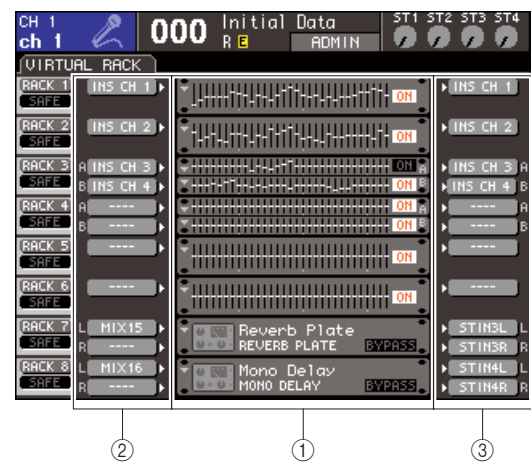 CH 1 000 Initial Data ST1 ST2 ST3 ST4
ch 1 R E ADMIN
VIRTUAL RACK
RACK 1 INS CH 1 ON INS CH 1
SAFE
RACK 2 INS CH 2 ON INS CH 2
SAFE
RACK 3 A INS CH 3 ON A INS CH 3 A
SAFE B INS CH 4 ON B INS CH 4 B
RACK 4 A ---- ON A ---- A
SAFE B ---- ON B ---- B
RACK 5 ---- ON ----
SAFE
RACK 6 ---- ON ----
SAFE
RACK 7 L MIX15 Reverb Plate STIN3L L
SAFE R ---- REVERB PLATE BYPASS STIN3R R
RACK 8 L MIX16 Mono Delay STIN4L L
SAFE R ---- MONO DELAY BYPASS STIN4R R
② ① ③